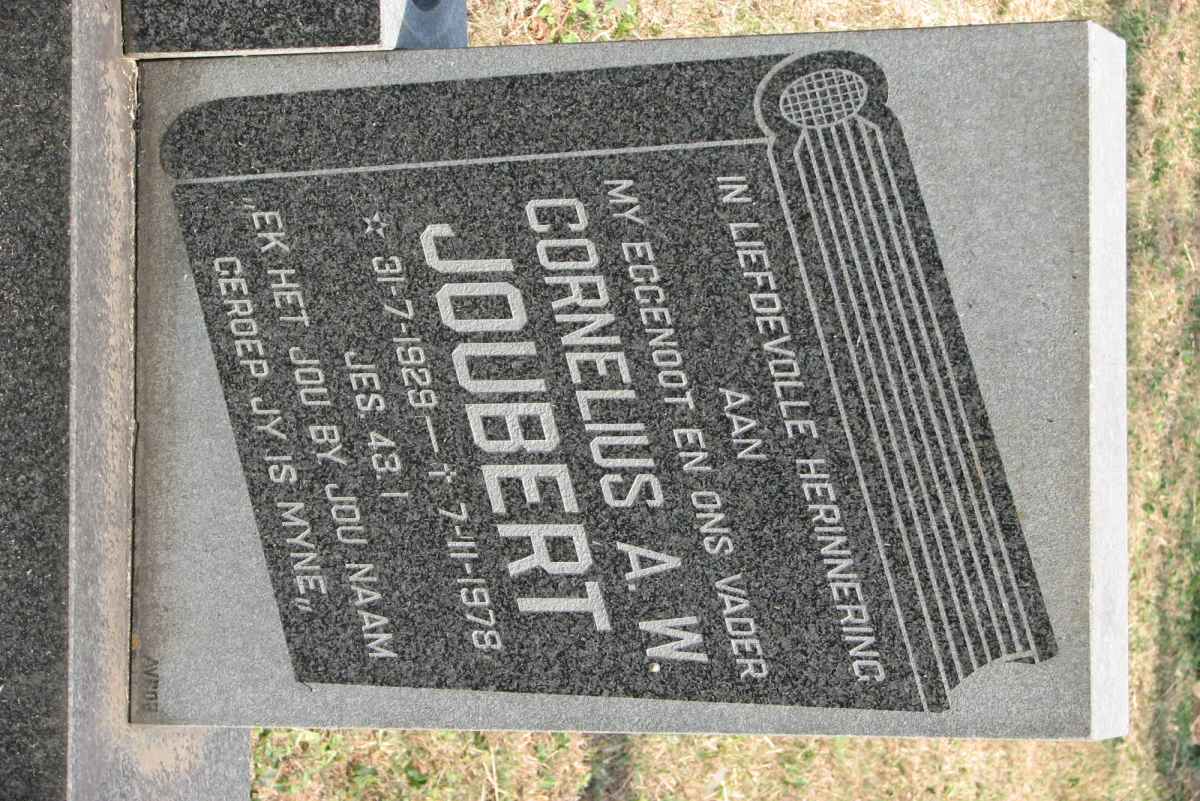 IN LIEFDEVOLLE HERINNERING
AAN
MY EGGENOOT EN ONS VADER
CORNELIUS A. W.
JOUBERT
31-7-1929 — † 7-11-1978
JES 43.1
„EK HET JOU BY JOU NAAM
GEROEP JY IS MYNE„